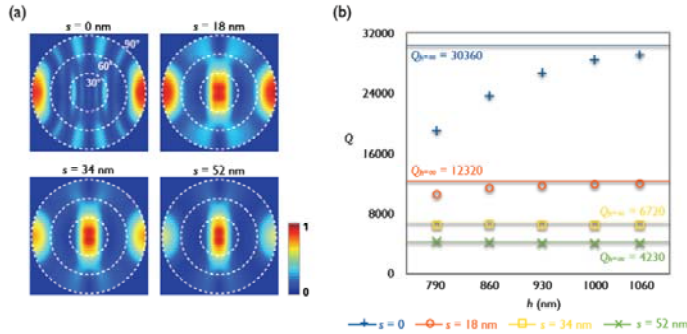 (a)
s = 0 nm
s = 18 nm
90°
60°
30°
s = 34 nm
s = 52 nm
1
0
(b)
32000
24000
16000
8000
0
Q
Qh=∞ = 30360
Qh=∞ = 12320
Qh=∞ = 6720
Qh=∞ = 4230
790
860
930
1000
1060
h (nm)
s = 0
s = 18 nm
s = 34 nm
s = 52 nm